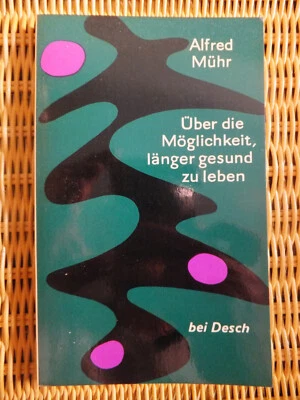 Alfred
Mühr
Über die
Möglichkeit,
länger gesund
zu leben
bei Desch